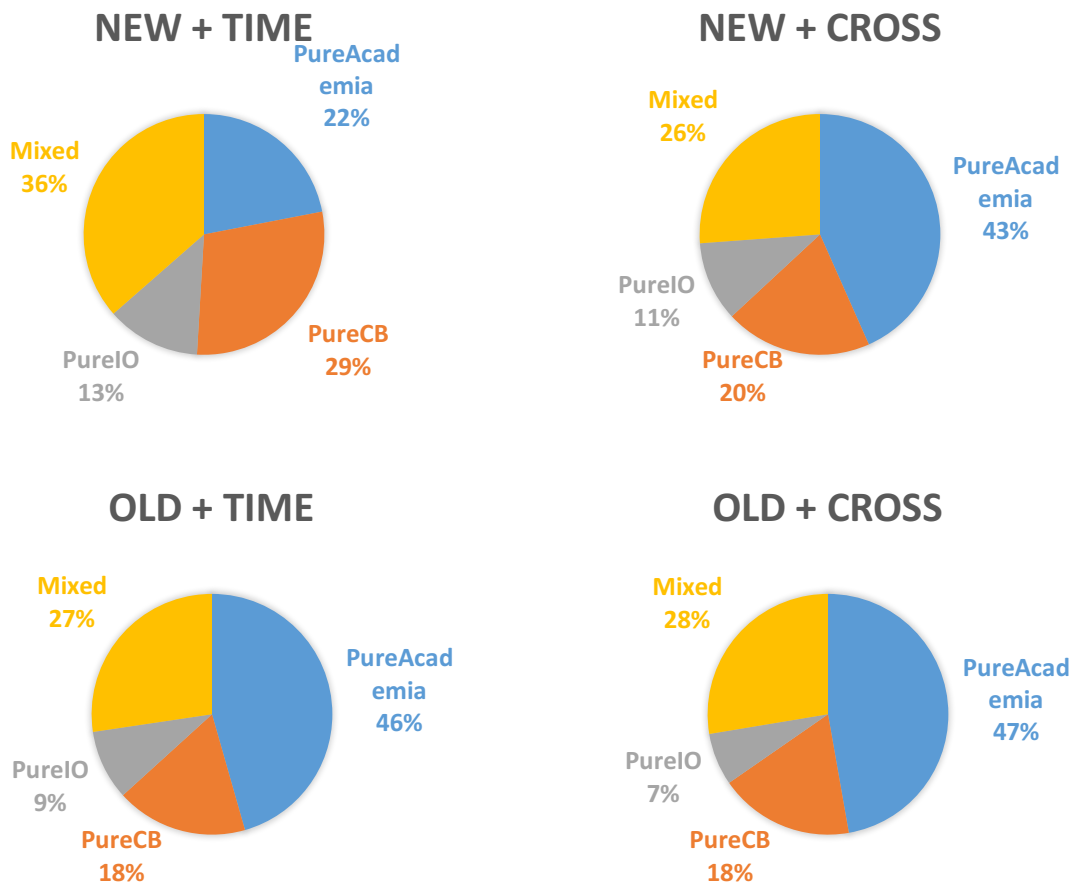 NEW + TIME
PureAcad
emia
22%
Mixed
36%
PureCB
29%
PureIO
13%
NEW + CROSS
Mixed
26%
PureAcad
emia
43%
PureIO
11%
PureCB
20%
OLD + TIME
Mixed
27%
PureAcad
emia
46%
PureIO
9%
PureCB
18%
OLD + CROSS
Mixed
28%
PureAcad
emia
47%
PureIO
7%
PureCB
18%